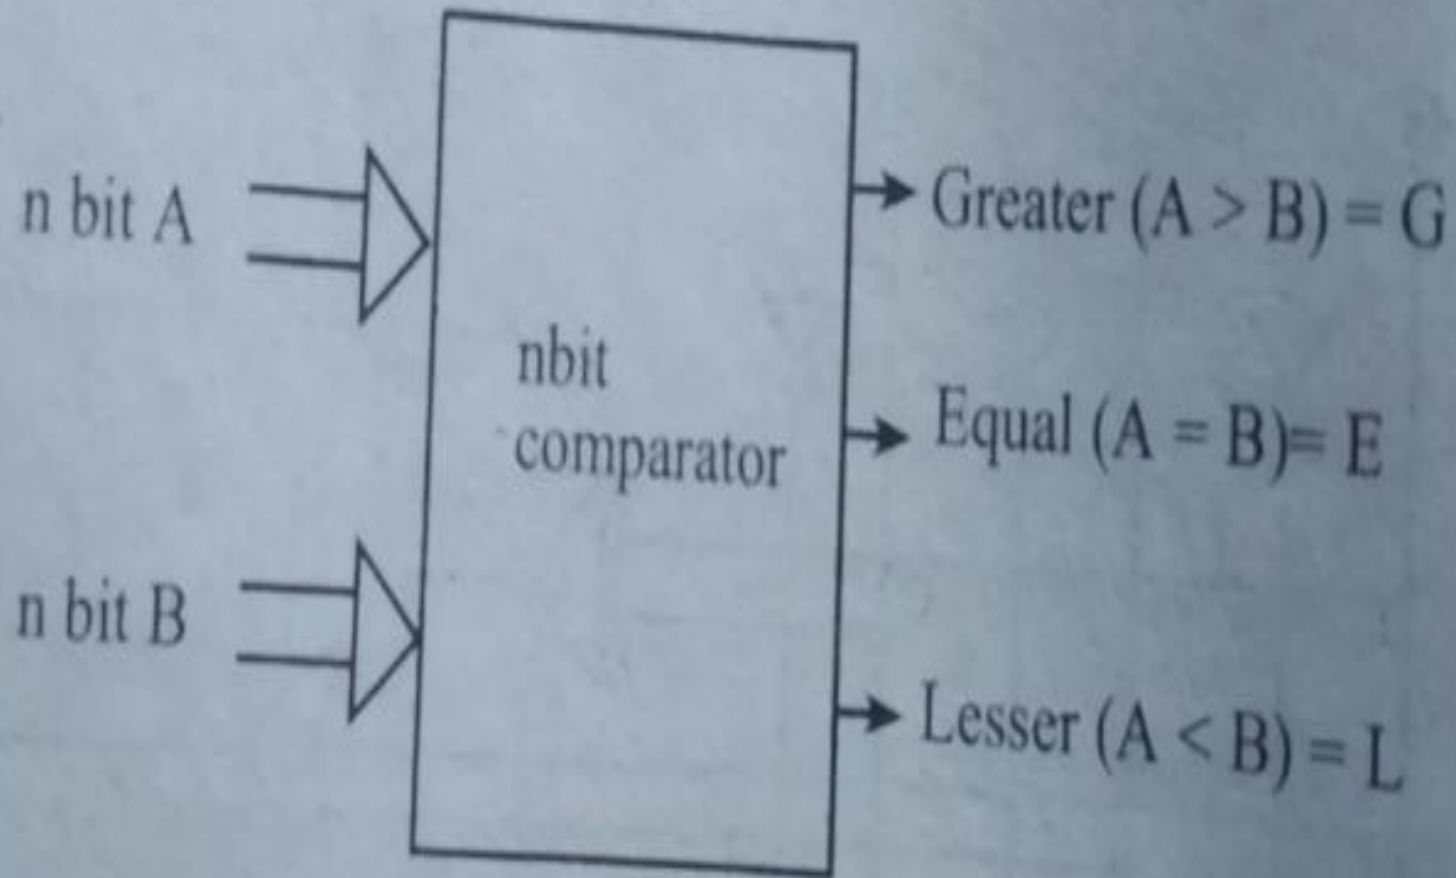 n bit A
n bit B
nbit
comparator
Greater (A > B) = G
Equal (A = B)= E
Lesser (A < B) = L